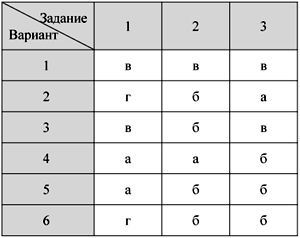 Задание
Вариант 1 2 3
1 в в в
2 г б а
3 в б в
4 а а б
5 а б б
6 г б б